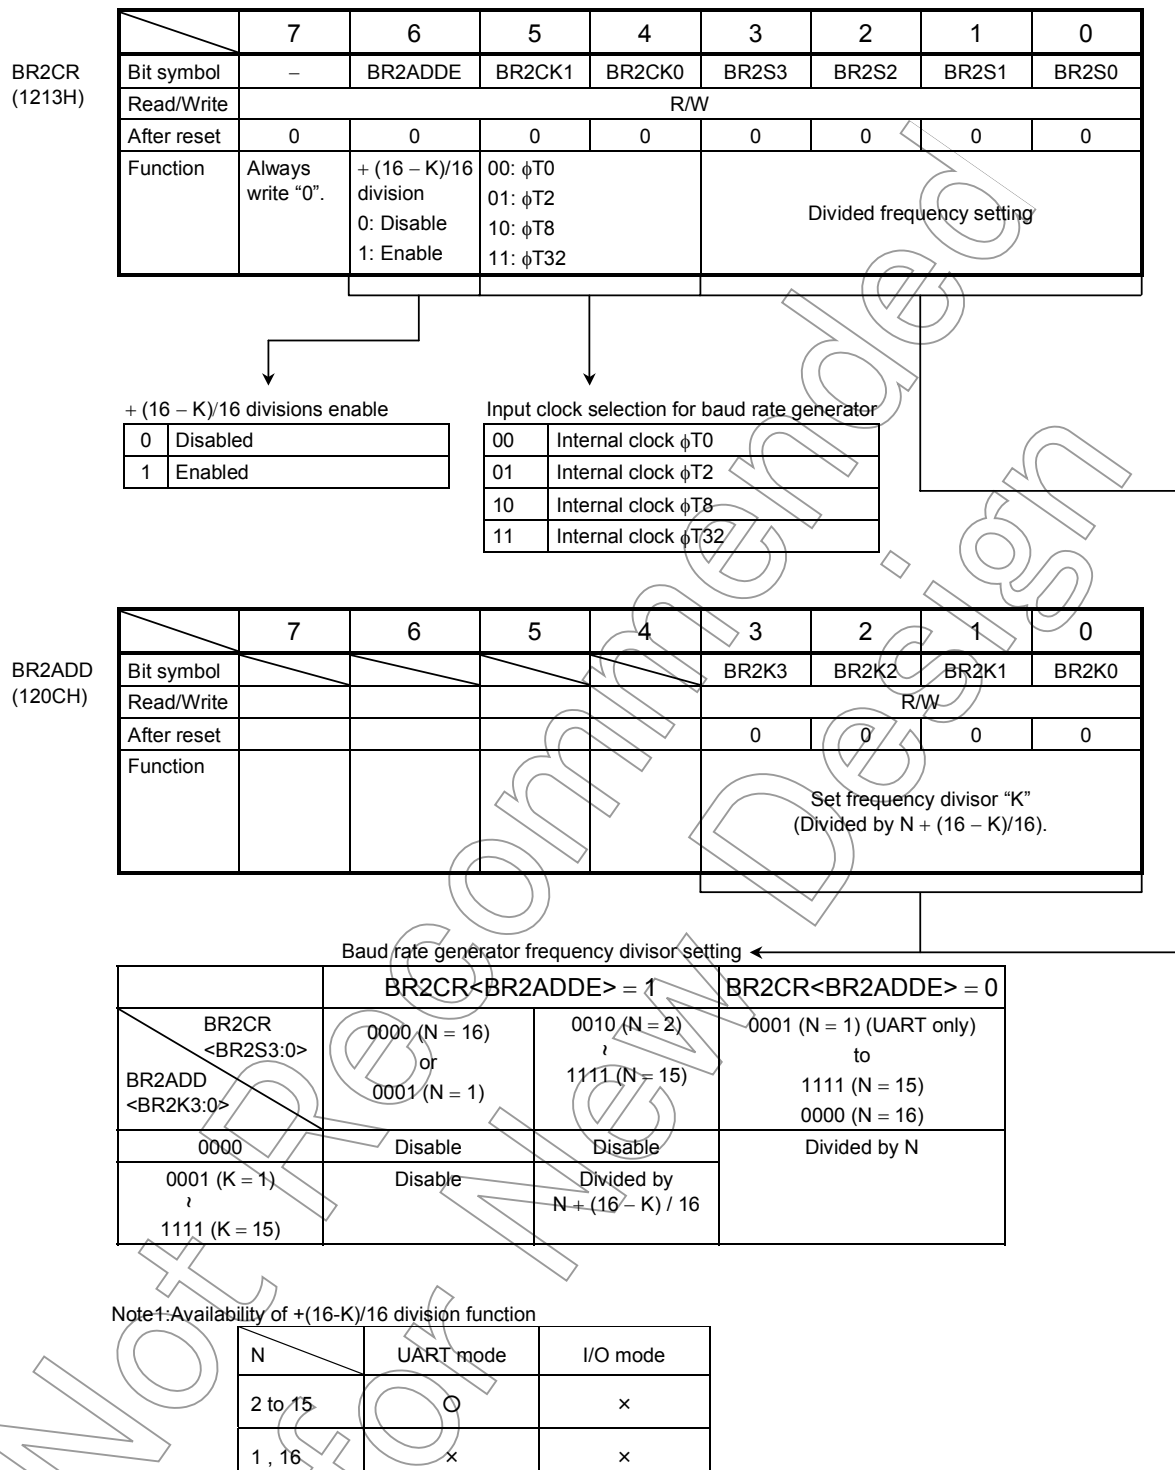 7 6 5 4 3 2 1 0
BR2CR
(1213H)
Bit symbol – BR2ADDE BR2CK1 BR2CK0 BR2S3 BR2S2 BR2S1 BR2S0
Read/Write R/W
After reset 0 0 0 0 0 0 0 0
Function
Always
write “0”.
+ (16 − K)/16
division
0: Disable
1: Enable
00: ϕT0
01: ϕT2
10: ϕT8
11: ϕT32
Divided frequency setting
+ (16 − K)/16 divisions enable
0 Disabled
1 Enabled
Input clock selection for baud rate generator
00 Internal clock ϕT0
01 Internal clock ϕT2
10 Internal clock ϕT8
11 Internal clock ϕT32
7 6 5 4 3 2 1 0
BR2ADD
(120CH)
Bit symbol BR2K3 BR2K2 BR2K1 BR2K0
Read/Write R/W
After reset 0 0 0 0
Function
Set frequency divisor “K”
(Divided by N + (16 − K)/16).
Baud rate generator frequency divisor setting
BR2CR<BR2ADDE> = 1 BR2CR<BR2ADDE> = 0
BR2CR
<BR2S3:0>
BR2ADD
<BR2K3:0>
0000 (N = 16)
or
0001 (N = 1)
0010 (N = 2)
~
1111 (N = 15)
0001 (N = 1) (UART only)
to
1111 (N = 15)
0000 (N = 16)
0000 Disable Disable Divided by N
0001 (K = 1)
~
1111 (K = 15)
Disable
Divided by
N + (16 − K) / 16
Note1:Availability of +(16-K)/16 division function
N UART mode I/O mode
2 to 15 ○ ×
1 , 16 × ×
Not Recommended
for New Design